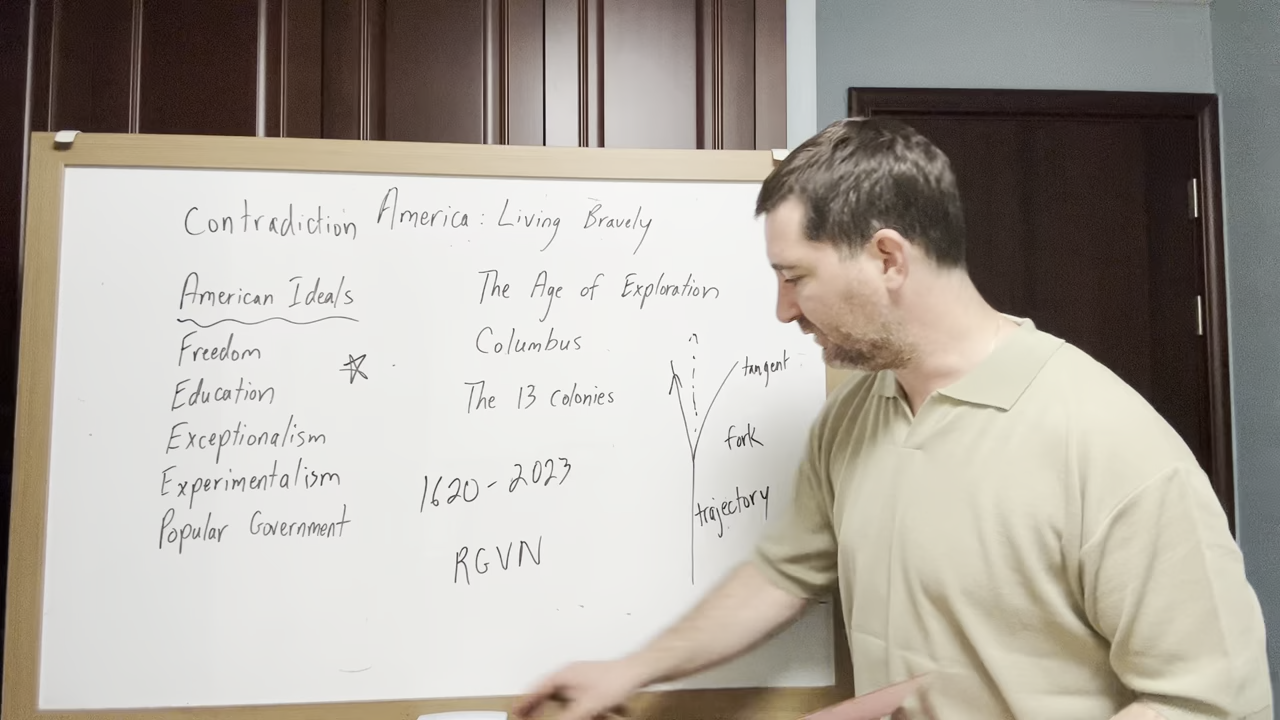 Contradiction America: Living Bravely
American Ideals
Freedom
Education
Exceptionalism
Experimentalism
Popular Government
The Age of Exploration
Columbus
The 13 colonies
1620-2023
RGVN
tangent
fork
trajectory